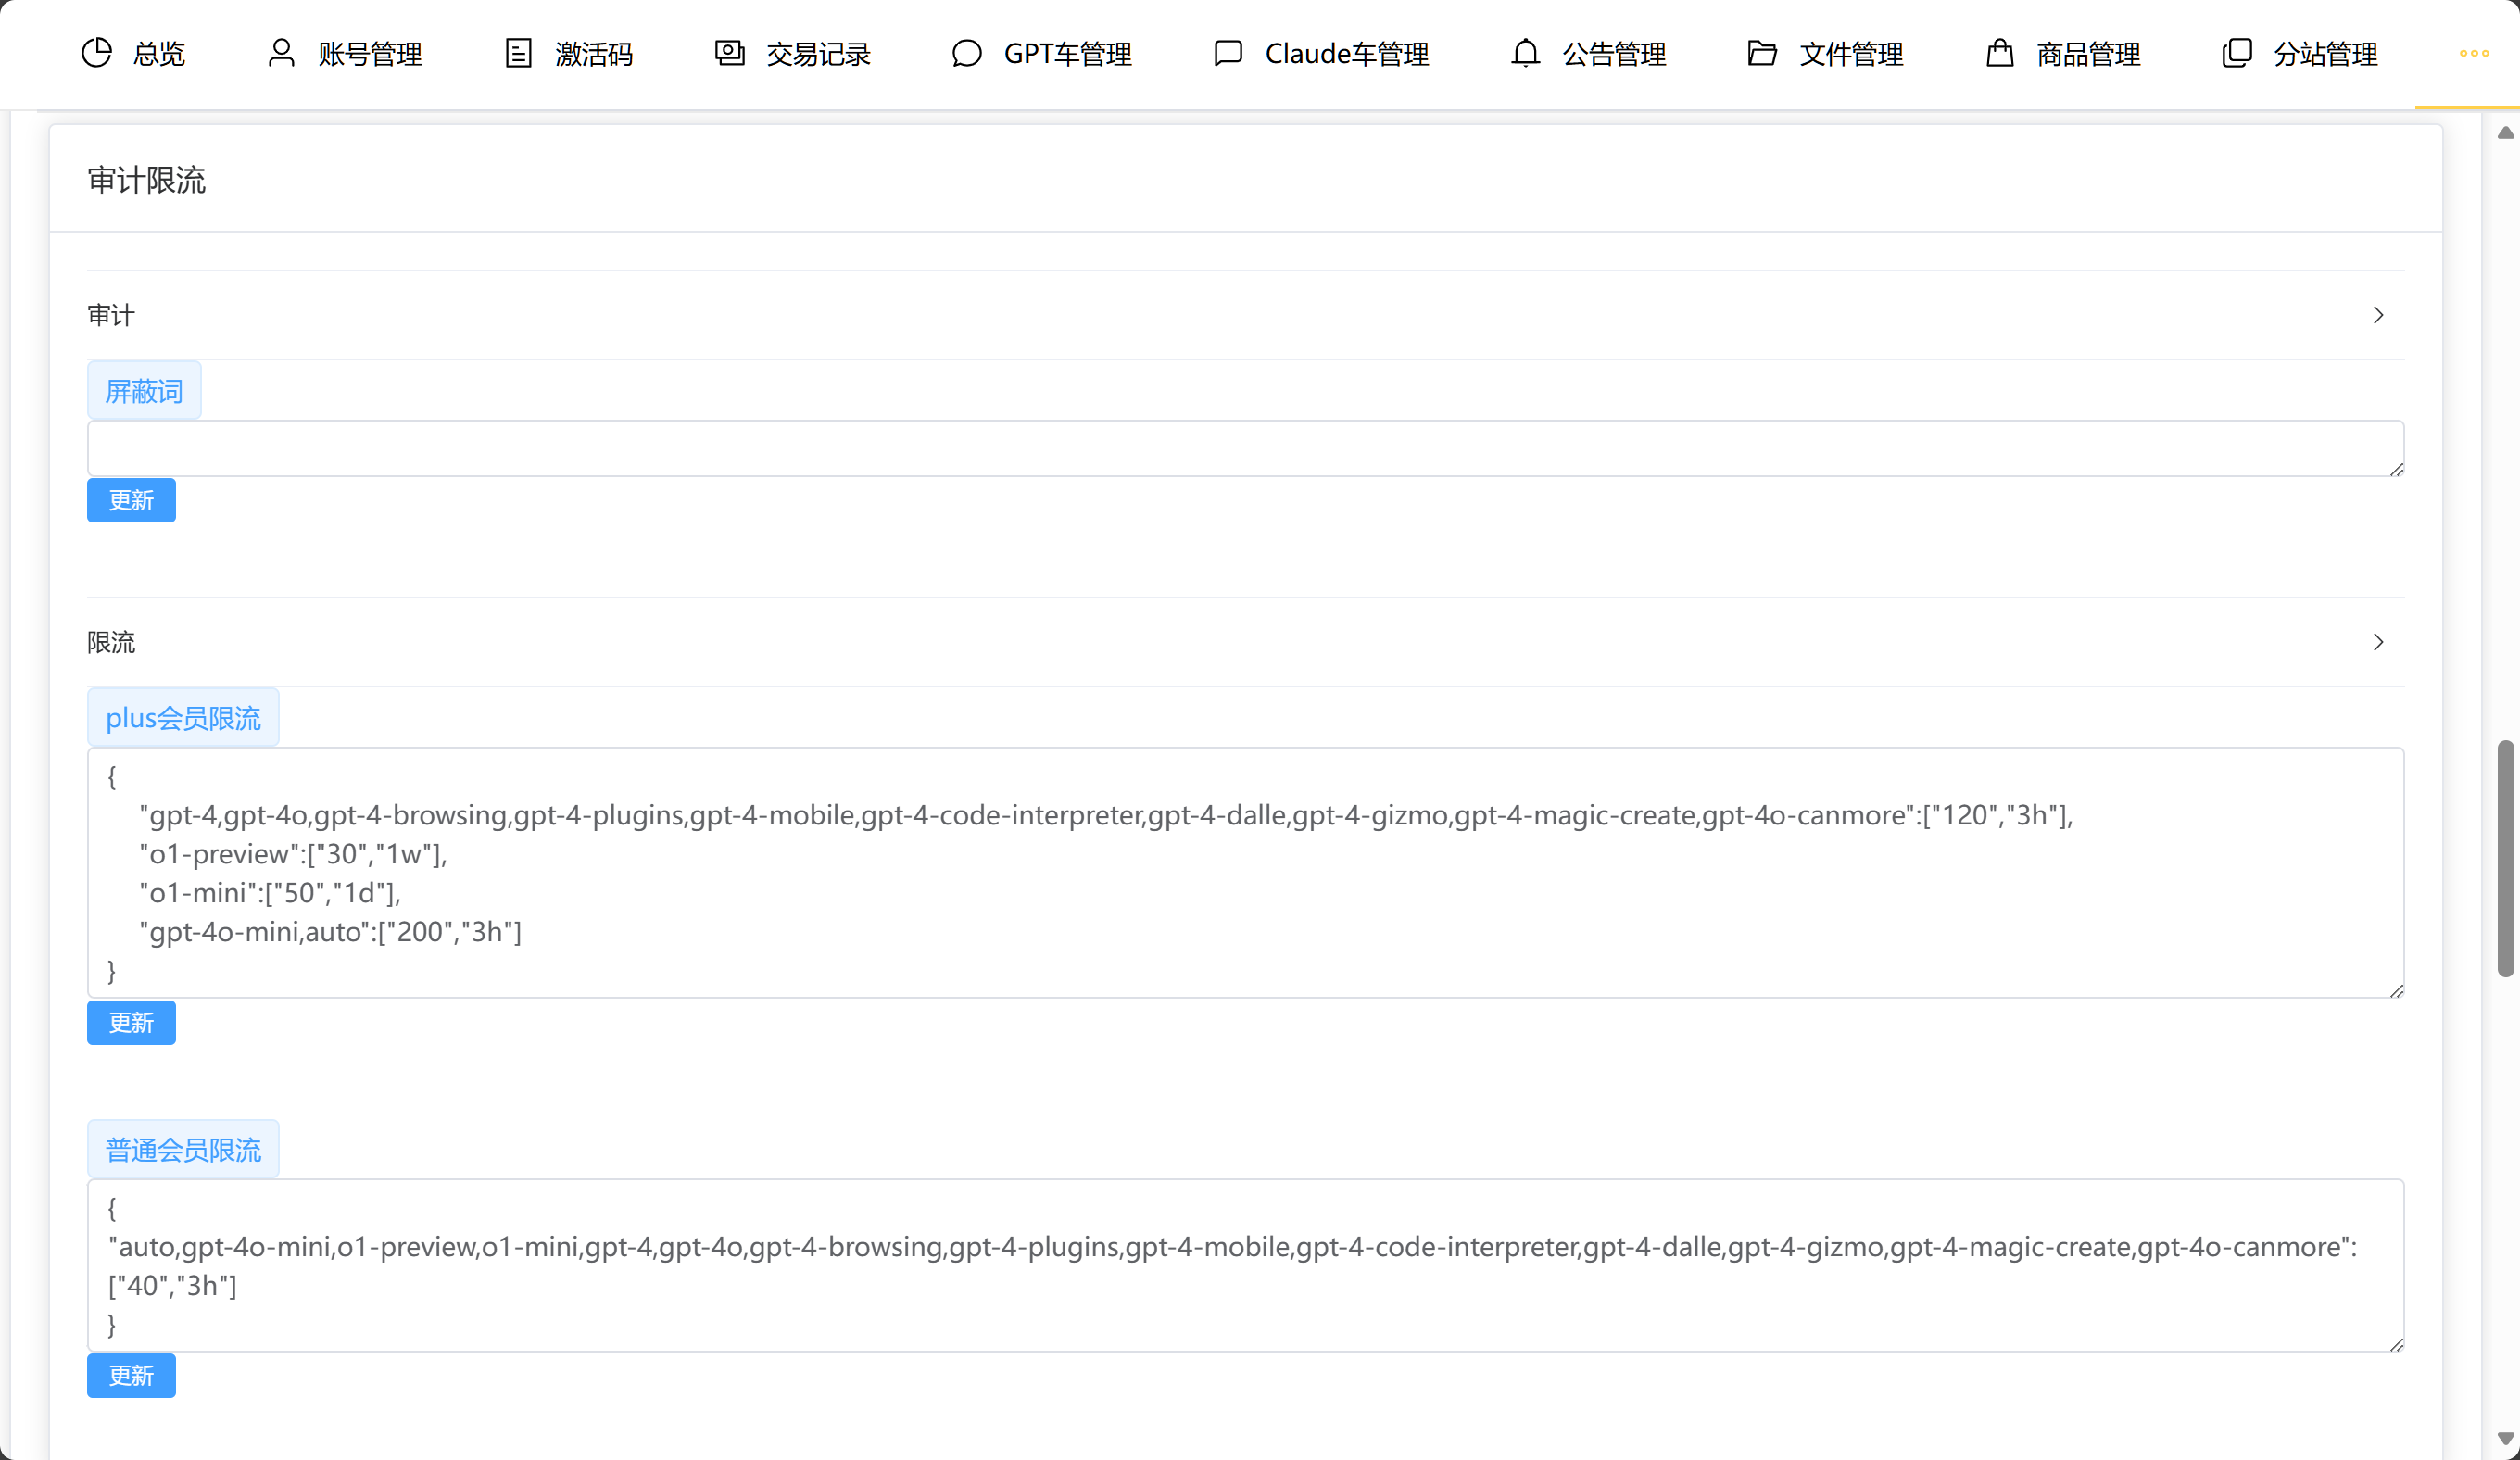 总览 账号管理 激活码 交易记录 GPT车管理 Claude车管理 公告管理 文件管理 商品管理 分站管理
审计限流
审计
屏蔽词
更新
限流
plus会员限流
{
"gpt-4,gpt-4o,gpt-4-browsing,gpt-4-plugins,gpt-4-mobile,gpt-4-code-interpreter,gpt-4-dalle,gpt-4-gizmo,gpt-4-magic-create,gpt-4o-canmore":["120","3h"],
"o1-preview":["30","1w"],
"o1-mini":["50","1d"],
"gpt-4o-mini,auto":["200","3h"]
}
更新
普通会员限流
{
"auto,gpt-4o-mini,o1-preview,o1-mini,gpt-4,gpt-4o,gpt-4-browsing,gpt-4-plugins,gpt-4-mobile,gpt-4-code-interpreter,gpt-4-dalle,gpt-4-gizmo,gpt-4-magic-create,gpt-4o-canmore":
["40","3h"]
}
更新